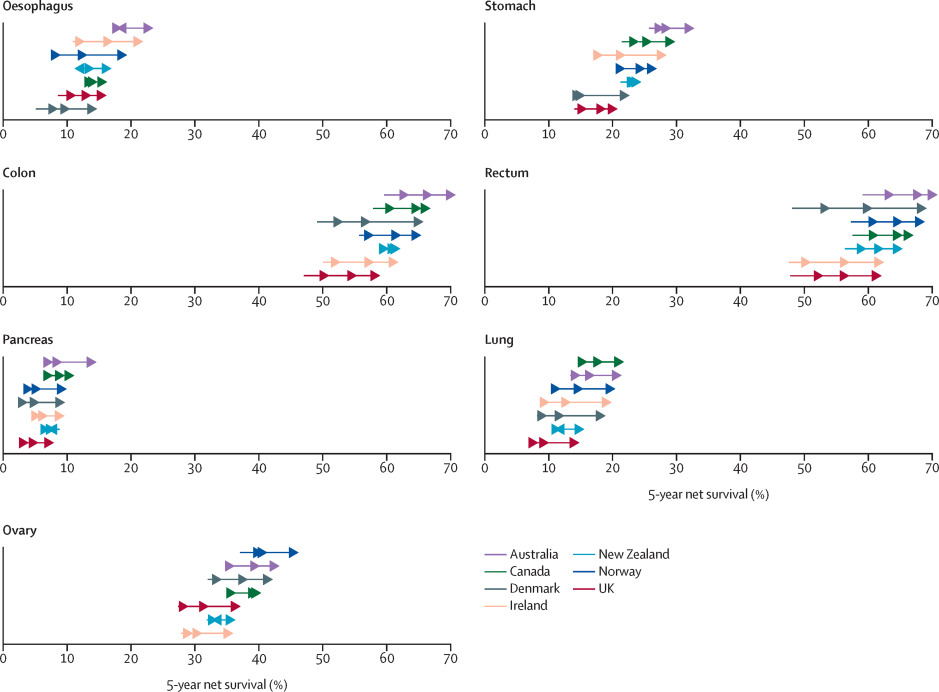 Oesophagus
0 10 20 30 40 50 60 70
Stomach
0 10 20 30 40 50 60 70
Colon
0 10 20 30 40 50 60 70
Rectum
0 10 20 30 40 50 60 70
Pancreas
0 10 20 30 40 50 60 70
Lung
0 10 20 30 40 50 60 70
5-year net survival (%)
Ovary
0 10 20 30 40 50 60 70
5-year net survival (%)
Australia
Canada
Denmark
Ireland
New Zealand
Norway
UK